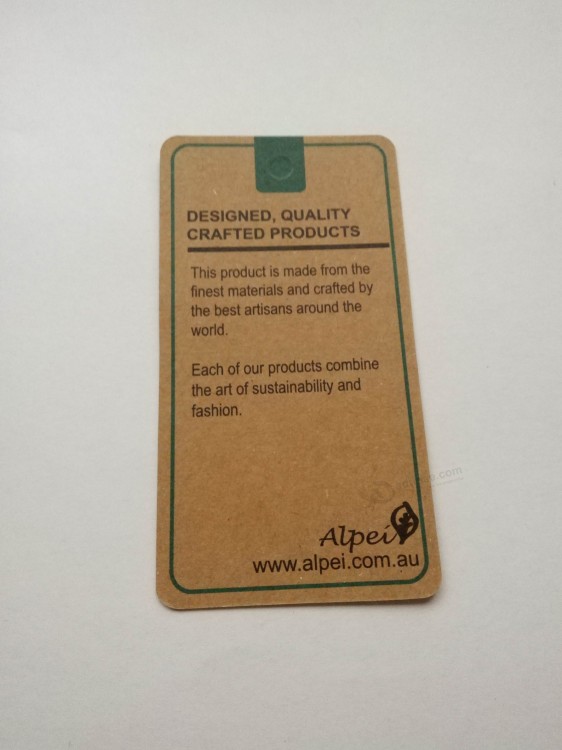 DESIGNED, QUALITY
CRAFTED PRODUCTS
This product is made from the
finest materials and crafted by
the best artisans around the
world.
Each of our products combine
the art of sustainability and
fashion.
Alpei
www.alpei.com.au